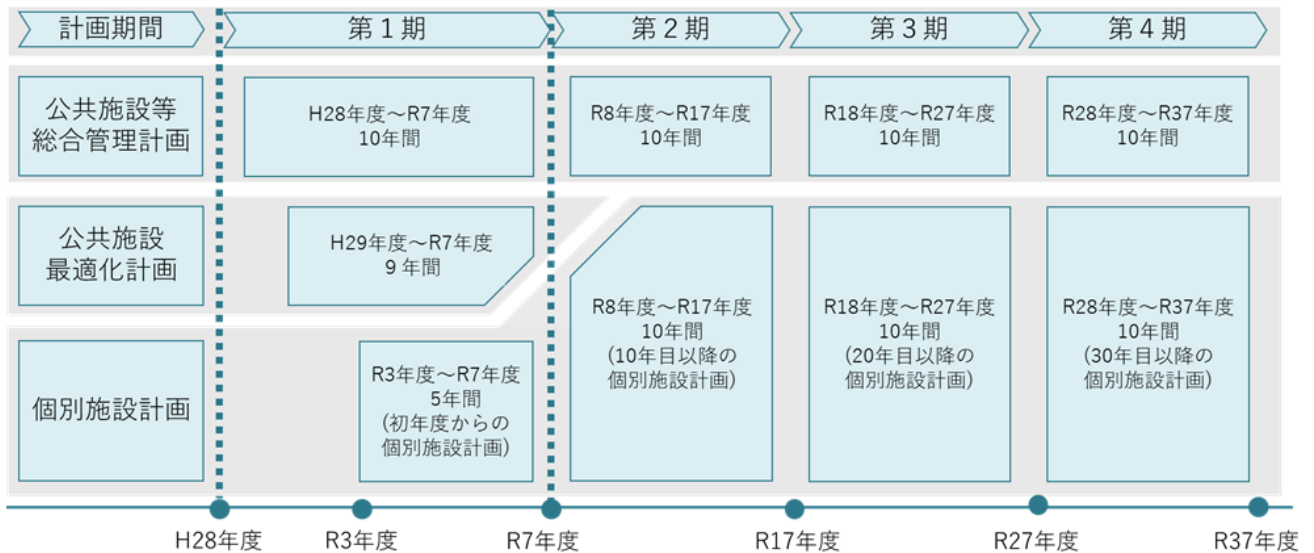 計画期間
第１期
第２期
第３期
第４期
公共施設等
総合管理計画
H28年度～R7年度
10年間
R8年度～R17年度
10年間
R18年度～R27年度
10年間
R28年度～R37年度
10年間
公共施設
最適化計画
H29年度～R7年度
９年間
個別施設計画
R3年度～R7年度
5年間
(初年度からの
個別施設計画)
R8年度～R17年度
10年間
(10年目以降の
個別施設計画)
R18年度～R27年度
10年間
(20年目以降の
個別施設計画)
R28年度～R37年度
10年間
(30年目以降の
個別施設計画)
H28年度
R3年度
R7年度
R17年度
R27年度
R37年度